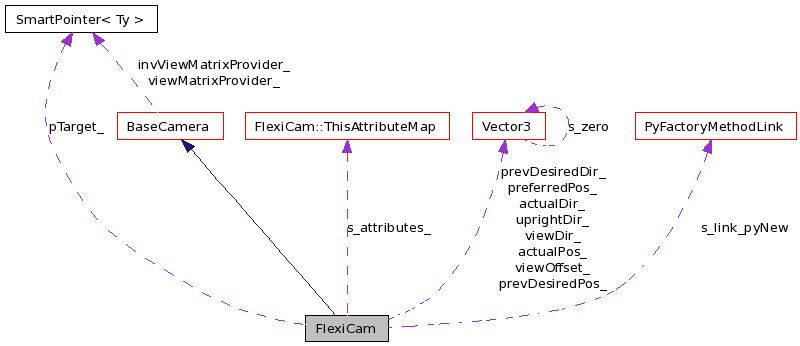 SmartPointer< Ty >
invViewMatrixProvider_
viewMatrixProvider_
pTarget_
BaseCamera
FlexiCam::ThisAttributeMap
Vector3
s_zero
PyFactoryMethodLink
prevDesiredDir_
preferredPos_
actualDir_
uprightDir_
viewDir_
actualPos_
viewOffset_
prevDesiredPos_
s_attributes_
s_link_pyNew
FlexiCam